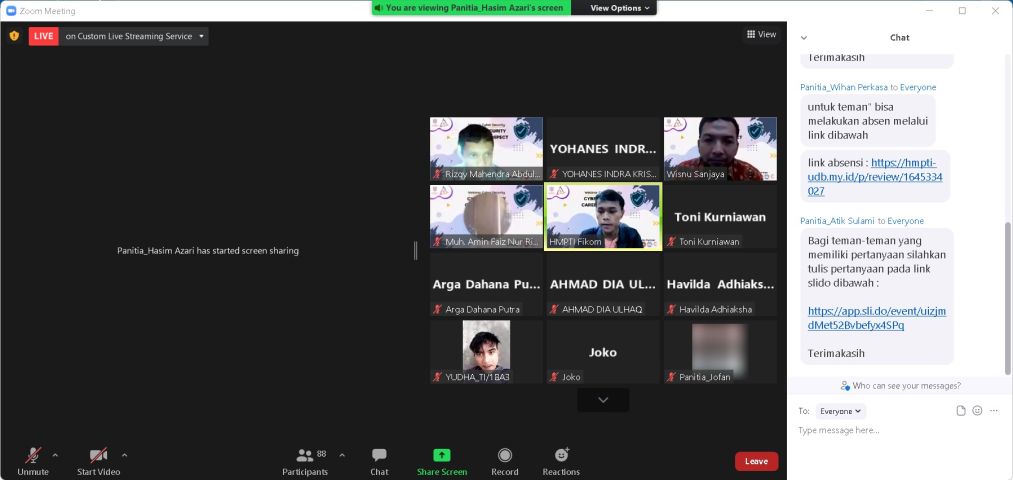 Zoom Meeting
You are viewing Panitia_Hasim Azari's screen
View Options
LIVE
on Custom Live Streaming Service
View
Panitia_Hasim Azari has started screen sharing
Rizqy Mahendra Abdul...
YOHANES INDR...
YOHANES INDRA KRIS...
Wisnu Sanjaya
Muh. Amin Faiz Nur Ri...
HMPTI Fikom
Toni Kurniawan
Toni Kurniawan
Arga Dahana Pu...
Arga Dahana Putra
AHMAD DIA UL...
AHMAD DIA ULHAQ
Havilda Adhiaks...
Havilda Adhiaksha
YUDHA_TI/1BA3
Joko
Joko
Panitia_Jofan
Unmute
Start Video
88
Participants
Chat
Share Screen
Record
Reactions
Leave
Chat
Terimakasih
Panitia_Wihan Perkasa to Everyone
untuk teman" bisa
melakukan absen melalui
link dibawah
link absensi : https://hmpti-
udb.my.id/p/review/1645334
027
Panitia_Atik Sulami to Everyone
Bagi teman-teman yang
memiliki pertanyaan silahkan
tulis pertanyaan pada link
slido dibawah :
https://app.sli.do/event/uizjm
dMet52Bvbefyx4SPq
Terimakasih
Who can see your messages?
To: Everyone
Type message here...